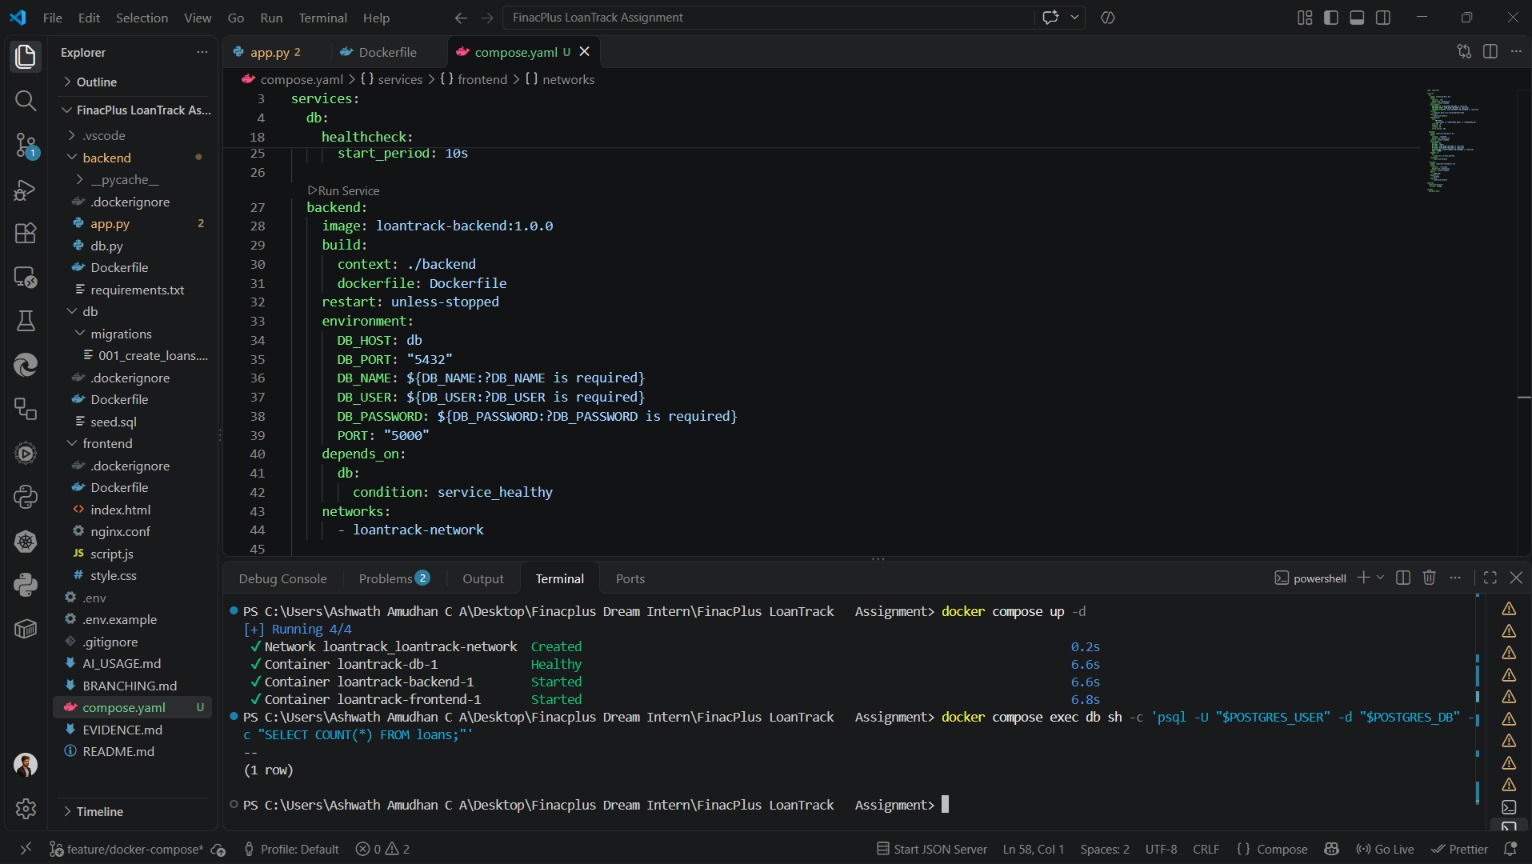 File Edit Selection View Go Run Terminal Help
FinacPlus LoanTrack Assignment
Explorer
Outline
FinacPlus LoanTrack As...
.vscode
backend
__pycache__
.dockerignore
app.py 2
db.py
Dockerfile
requirements.txt
db
migrations
001_create_loans....
.dockerignore
Dockerfile
seed.sql
frontend
.dockerignore
Dockerfile
index.html
nginx.conf
JS script.js
# style.css
.env
.env.example
.gitignore
AI_USAGE.md
BRANCHING.md
compose.yaml U
EVIDENCE.md
README.md
Timeline
1
app.py 2 Dockerfile compose.yaml U
compose.yaml > {} services > {} frontend > [] networks
3 services:
4 db:
18 healthcheck:
25 start_period: 10s
26
Run Service
27 backend:
28 image: loantrack-backend:1.0.0
29 build:
30 context: ./backend
31 dockerfile: Dockerfile
32 restart: unless-stopped
33 environment:
34 DB_HOST: db
35 DB_PORT: "5432"
36 DB_NAME: ${DB_NAME:?DB_NAME is required}
37 DB_USER: ${DB_USER:?DB_USER is required}
38 DB_PASSWORD: ${DB_PASSWORD:?DB_PASSWORD is required}
39 PORT: "5000"
40 depends_on:
41 db:
42 condition: service_healthy
43 networks:
44 - loantrack-network
45
Debug Console Problems 2 Output Terminal Ports
powershell
PS C:\Users\Ashwath Amudhan C A\Desktop\Finacplus Dream Intern\FinacPlus LoanTrack   Assignment> docker compose up -d
[+] Running 4/4
✓ Network loantrack_loantrack-network Created 0.2s
✓ Container loantrack-db-1 Healthy 6.6s
✓ Container loantrack-backend-1 Started 6.6s
✓ Container loantrack-frontend-1 Started 6.8s
PS C:\Users\Ashwath Amudhan C A\Desktop\Finacplus Dream Intern\FinacPlus LoanTrack   Assignment> docker compose exec db sh -c 'psql -U "$POSTGRES_USER" -d "$POSTGRES_DB" -
c "SELECT COUNT(*) FROM loans;"'
--
(1 row)
PS C:\Users\Ashwath Amudhan C A\Desktop\Finacplus Dream Intern\FinacPlus LoanTrack   Assignment>
feature/docker-compose* Profile: Default 0 2 Start JSON Server Ln 58, Col 1 Spaces: 2 UTF-8 CRLF {} Compose Go Live Prettier